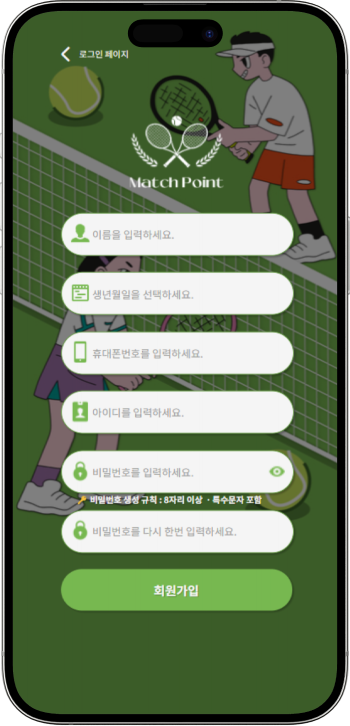 로그인 페이지
Match Point
이름을 입력하세요.
생년월일을 선택하세요.
휴대폰번호를 입력하세요.
아이디를 입력하세요.
비밀번호를 입력하세요.
🔑 비밀번호 생성 규칙 : 8자리 이상 · 특수문자 포함
비밀번호를 다시 한번 입력하세요.
회원가입